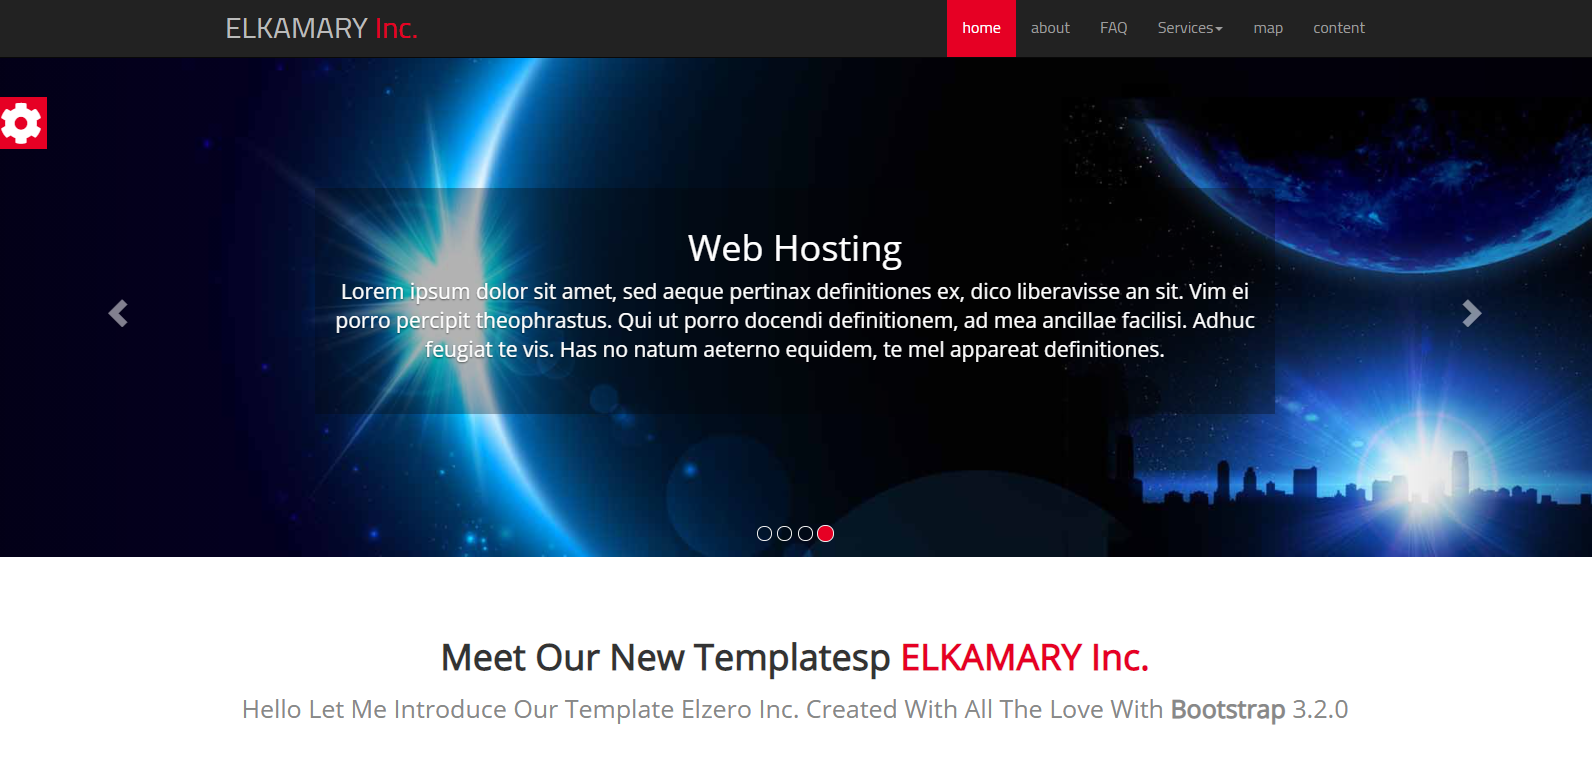 ELKAMARY Inc.
home about FAQ Services map content
Web Hosting
Lorem ipsum dolor sit amet, sed aeque pertinax definitiones ex, dico liberavisse an sit. Vim ei
porro percipit theophrastus. Qui ut porro docendi definitionem, ad mea ancillae facilisi. Adhuc
feugiat te vis. Has no natum aeterno equidem, te mel appareat definitiones.
Meet Our New Templatesp ELKAMARY Inc.
Hello Let Me Introduce Our Template Elzero Inc. Created With All The Love With Bootstrap 3.2.0